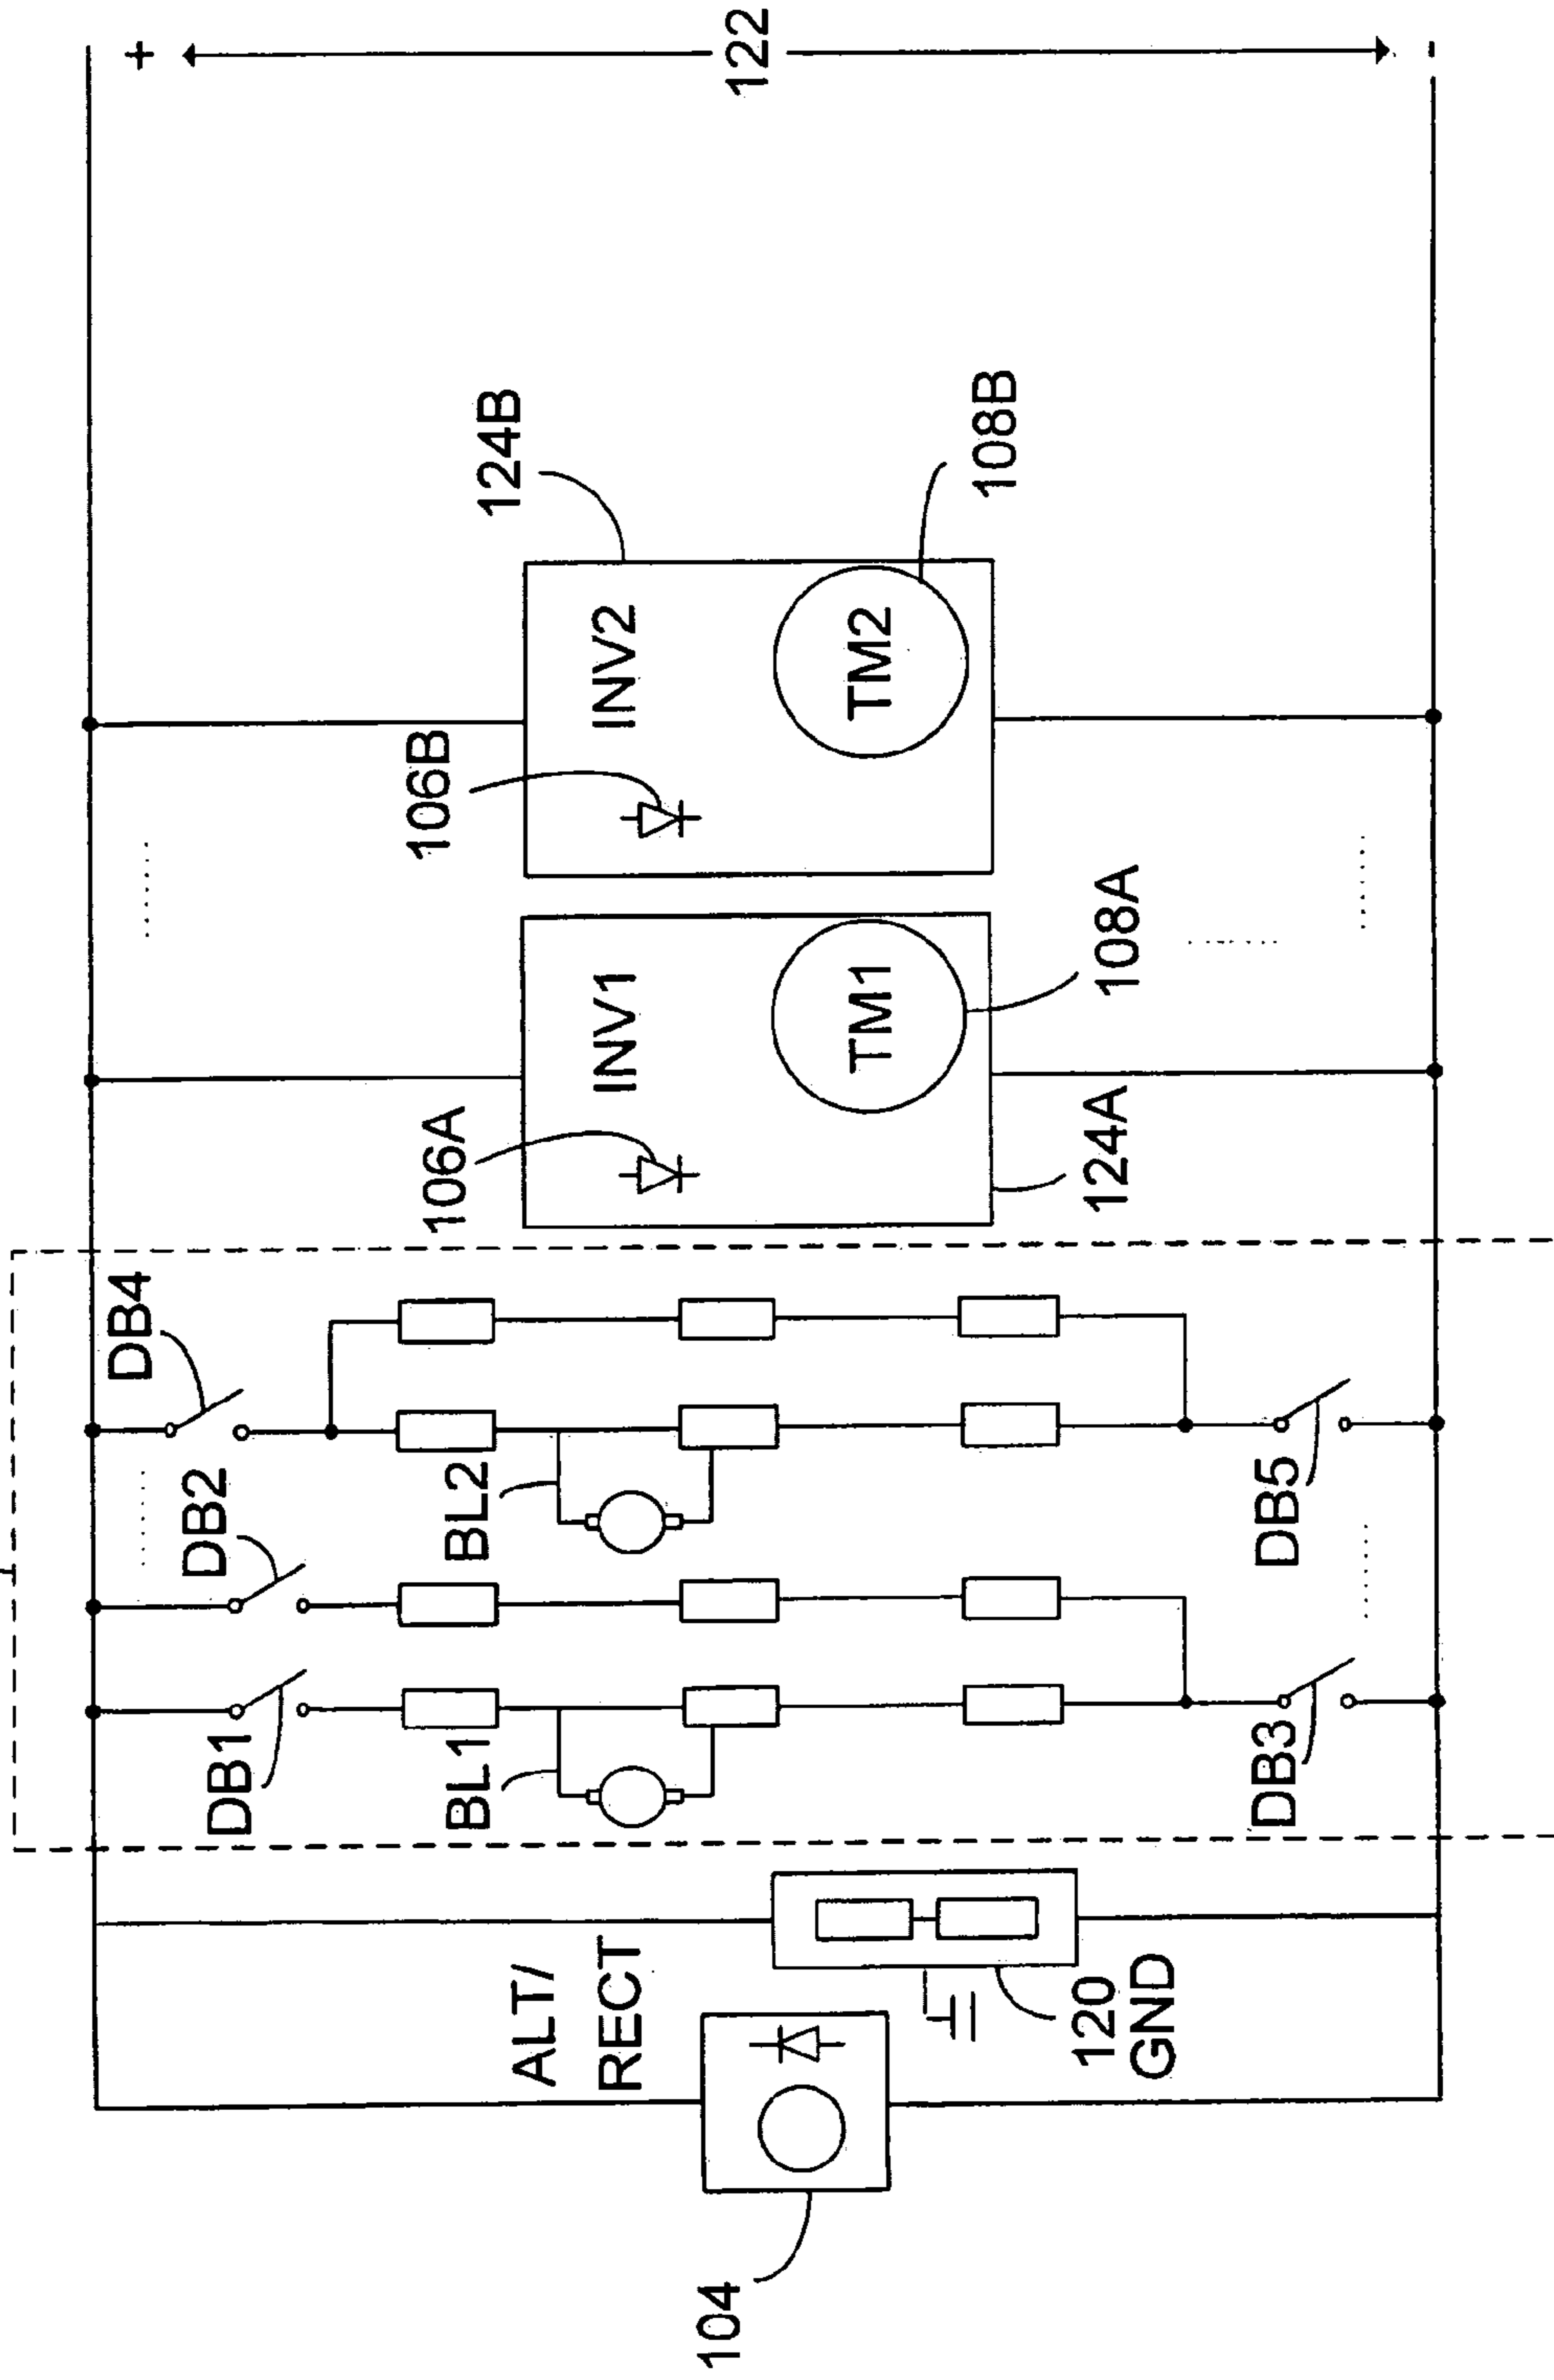 +
122
-
124B
108B
INV2
TM2
106B
INV1
TM1
108A
106A
124A
DB4
DB2
BL2
DB5
DB1
BL1
DB3
ALT/
RECT
120
GND
104